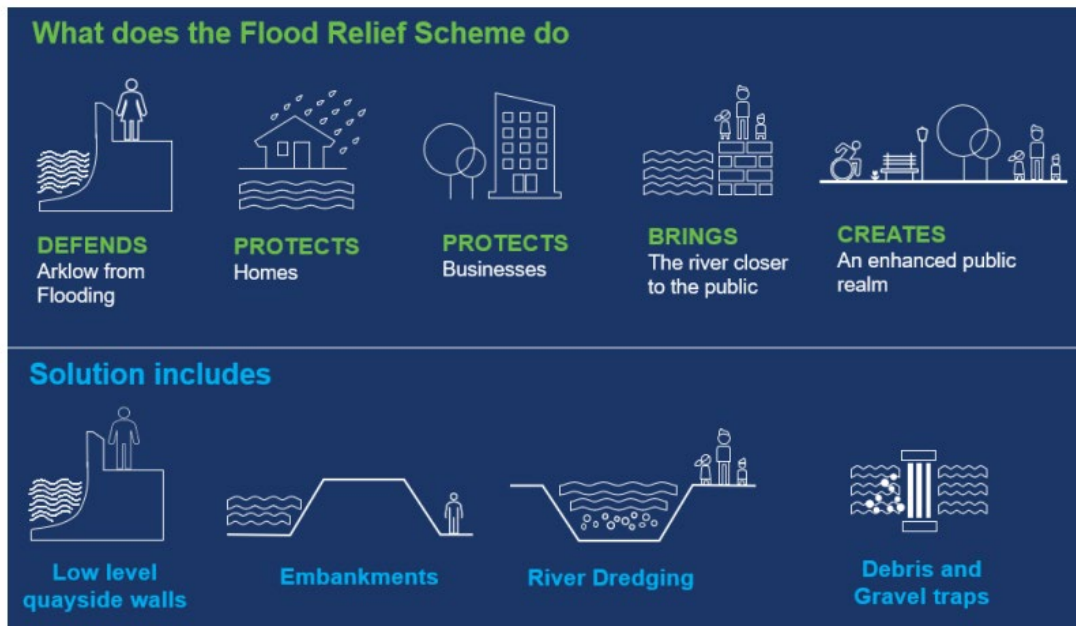 What does the Flood Relief Scheme do
DEFENDS
Arklow from
Flooding
PROTECTS
Homes
PROTECTS
Businesses
BRINGS
The river closer
to the public
CREATES
An enhanced public
realm
Solution includes
Low level
quayside walls
Embankments
River Dredging
Debris and
Gravel traps